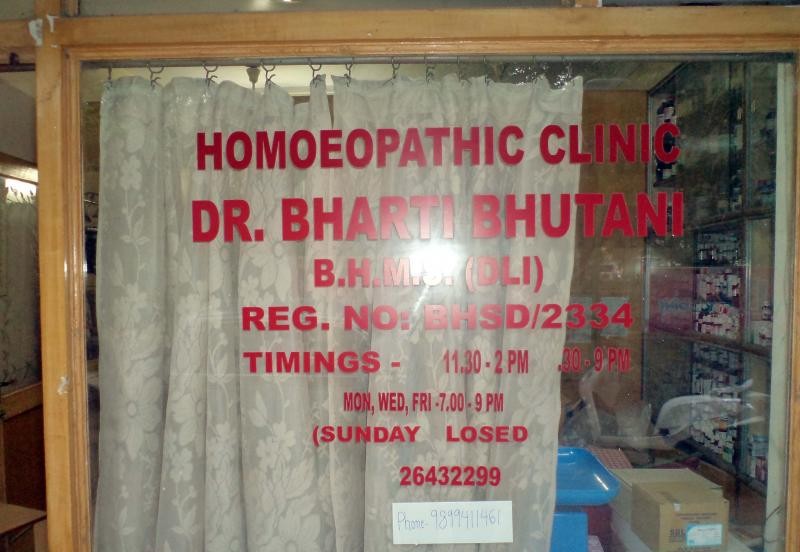 HOMOEOPATHIC CLINIC
DR. BHARTI BHUTANI
B.H.M.S. (DLI)
REG. NO: BHSD/2334
TIMINGS - 11.30 - 2 PM .30 - 9 PM
MON, WED, FRI -7.00 - 9 PM
(SUNDAY LOSED
26432299
Phone- 9899411461
SBL